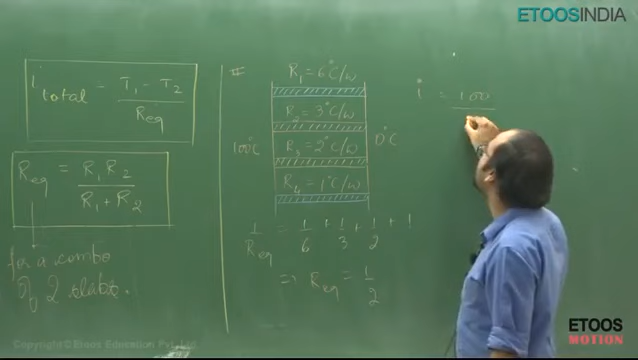 ETOOSINDIA
i total = T1 - T2 / Req
Req = R1 R2 / R1 + R2
for a combo
of 2 slabs.
R1 = 6°C/w
R2 = 3°C/w
R3 = 2°C/w
R4 = 1°C/w
100°C
0°C
1/Req = 1/6 + 1/3 + 1/2 + 1
⇒ Req = 1/2
i = 100
Copyright © Etoos Education Pvt. Ltd.
ETOOS
MOTION